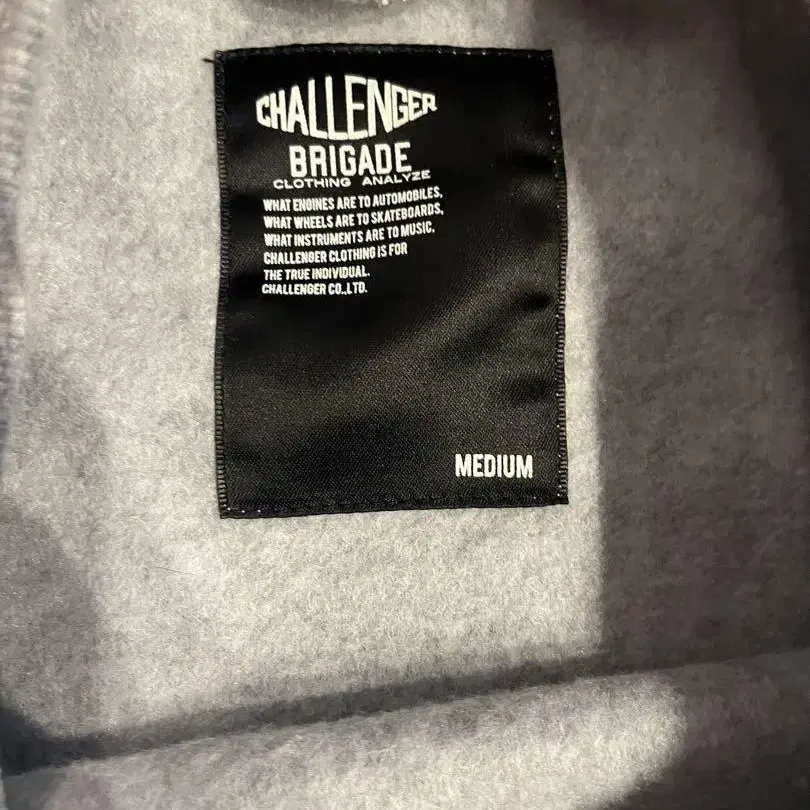 CHALLENGER
BRIGADE
CLOTHING ANALYZE
WHAT ENGINES ARE TO AUTOMOBILES,
WHAT WHEELS ARE TO SKATEBOARDS,
WHAT INSTRUMENTS ARE TO MUSIC.
CHALLENGER CLOTHING IS FOR
THE TRUE INDIVIDUAL.
CHALLENGER CO.,LTD.
MEDIUM